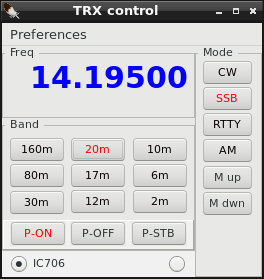 TRX control
Preferences
Freq
14.19500
Mode
CW
SSB
RTTY
AM
M up
M dwn
Band
160m 20m 10m
80m 17m 6m
30m 12m 2m
P-ON P-OFF P-STB
IC706